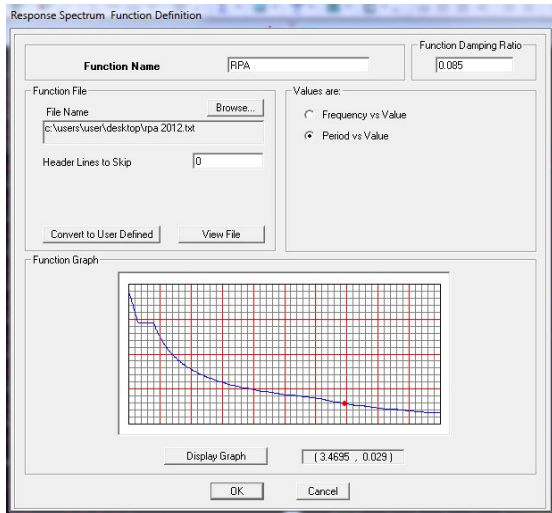 Response Spectrum Function Definition
Function Name
RPA
Function Damping Ratio
0.085
Function File
File Name
Browse...
c:\users\user\desktop\rpa 2012.txt
Header Lines to Skip
0
Convert to User Defined
View File
Values are:
Frequency vs Value
Period vs Value
Function Graph
Display Graph
( 3.4695 , 0.029 )
OK
Cancel